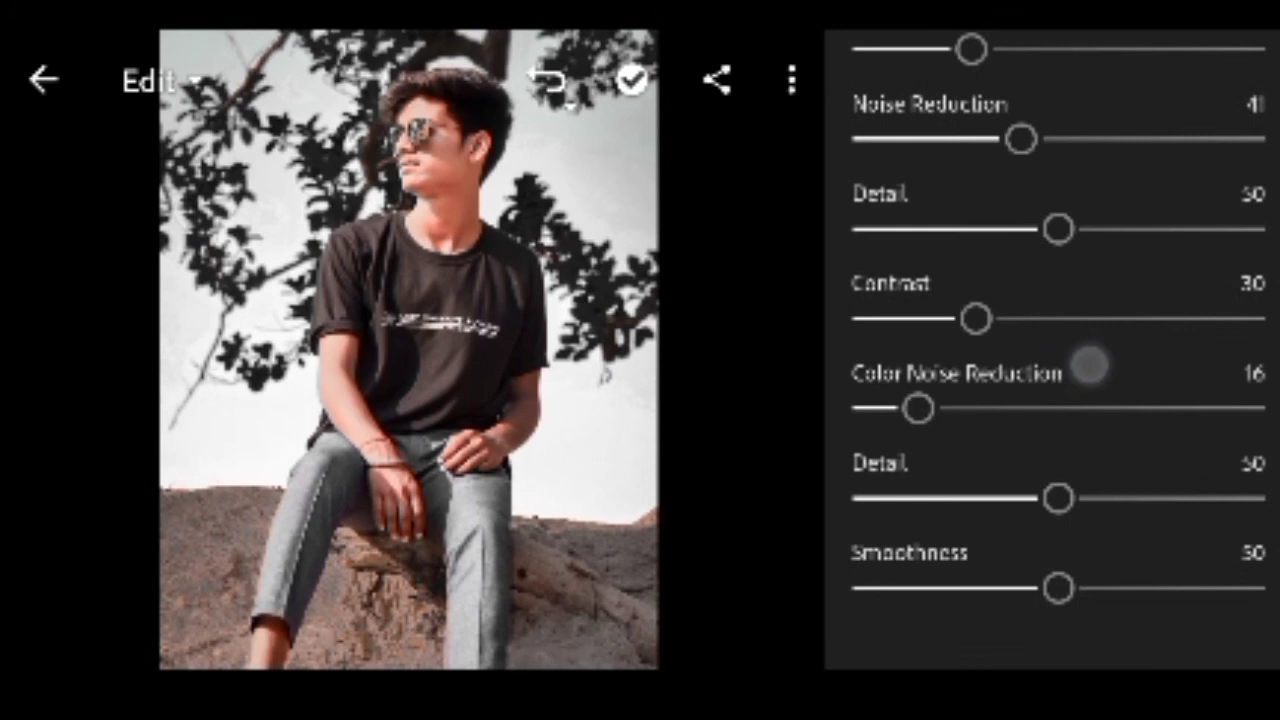 Edit
Noise Reduction 41
Detail 50
Contrast 30
Color Noise Reduction 16
Detail 50
Smoothness 50